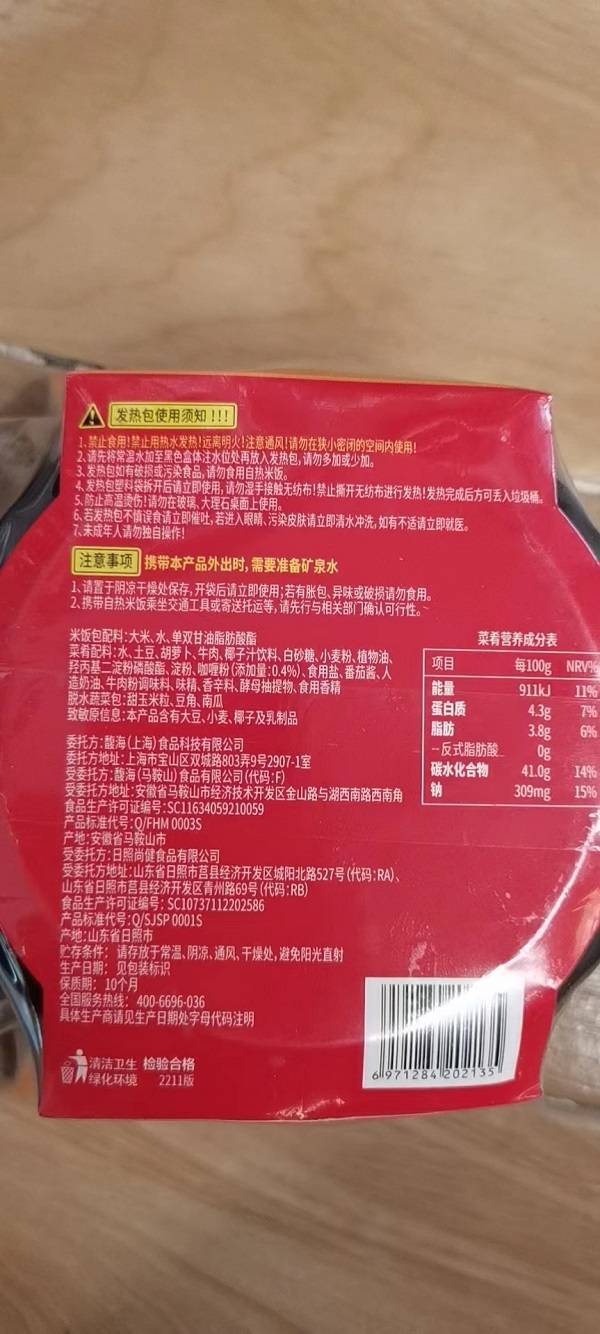 发热包使用须知!!!
1、禁止食用!禁止用热水发热!远离明火!注意通风!请勿在狭小密闭的空间内使用!
2、请先将常温水加至黑色盒体注水位处再放入发热包,请勿多加或少加。
3、发热包如有破损或污染食品,请勿食用自热米饭。
4、发热包塑料袋拆开后请立即使用,请勿湿手接触无纺布!禁止撕开无纺布进行发热!发热完成后方可丢入垃圾桶。
5、防止高温烫伤!请勿在玻璃、大理石桌面上使用。
6、若发热包不慎误食请立即催吐,若进入眼睛、污染皮肤请立即清水冲洗,如有不适请立即就医。
7、未成年人请勿独自操作!
注意事项 携带本产品外出时,需要准备矿泉水
1、请置于阴凉干燥处保存,开袋后请立即使用;若有胀包、异味或破损请勿食用。
2、携带自热米饭乘坐交通工具或寄送托运等,请先行与相关部门确认可行性。
米饭包配料:大米、水、单双甘油脂肪酸酯
菜肴配料:水、土豆、胡萝卜、牛肉、椰子汁饮料、白砂糖、小麦粉、植物油、
羟丙基二淀粉磷酸酯、淀粉、咖喱粉(添加量:0.4%)、食用盐、番茄酱、人
造奶油、牛肉粉调味料、味精、香辛料、酵母抽提物、食用香精
脱水蔬菜包:甜玉米粒、豆角、南瓜
致敏原信息:本产品含有大豆、小麦、椰子及乳制品
委托方:馥海(上海)食品科技有限公司
委托方地址:上海市宝山区双城路803弄9号2907-1室
受委托方:馥海(马鞍山)食品有限公司(代码:F)
受委托方地址:安徽省马鞍山市经济技术开发区金山路与湖西南路西南角
食品生产许可证编号:SC11634059210059
产品标准代号:Q/FHM 0003S
产地:安徽省马鞍山市
受委托方:日照尚健食品有限公司
受委托方地址:山东省日照市莒县经济开发区城阳北路527号(代码:RA)、
山东省日照市莒县经济开发区青州路69号(代码:RB)
食品生产许可证编号:SC10737112202586
产品标准代号:Q/SJSP 0001S
产地:山东省日照市
贮存条件: 请存放于常温、阴凉、通风、干燥处,避免阳光直射
生产日期: 见包装标识
保质期: 10个月
全国服务热线: 400-6696-036
具体生产商请见生产日期处字母代码注明
清洁卫生 检验合格
绿化环境 2211版
菜肴营养成分表
项目 每100g NRV%
能量 911kJ 11%
蛋白质 4.3g 7%
脂肪 3.8g 6%
--反式脂肪酸 0g
碳水化合物 41.0g 14%
钠 309mg 15%
6 971284 202135